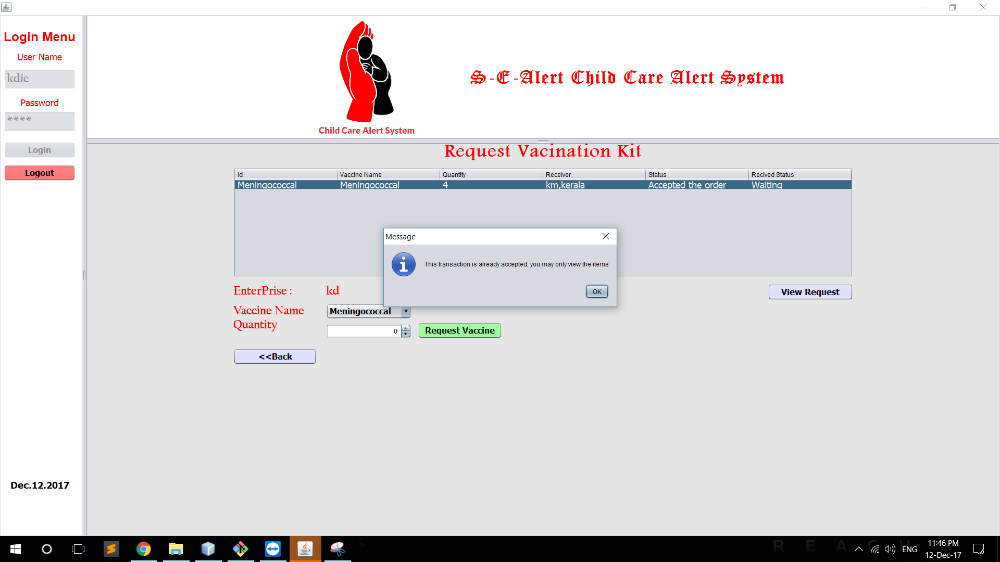 Login Menu
User Name
kdic
Password
****
Login
Logout
Dec.12.2017
Child Care Alert System
S-E-Alert Child Care Alert System
Request Vacination Kit
Id Vaccine Name Quantity Receiver Status Recived Status
Meningococcal Meningococcal 4 km,kerala Accepted the order Waiting
Message
This transaction is already accepted, you may only view the items
OK
EnterPrise : kd
View Request
Vaccine Name Meningococcal
Quantity 0 Request Vaccine
<<Back
R E A C H
ENG
11:46 PM
12-Dec-17